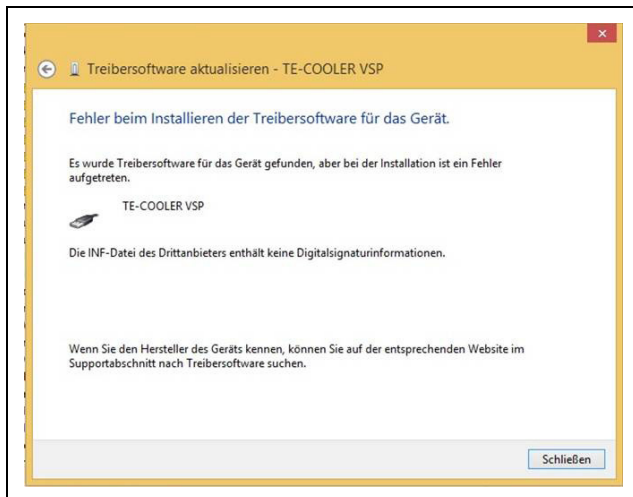 Treibersoftware aktualisieren - TE-COOLER VSP
Fehler beim Installieren der Treibersoftware für das Gerät.
Es wurde Treibersoftware für das Gerät gefunden, aber bei der Installation ist ein Fehler
aufgetreten.
TE-COOLER VSP
Die INF-Datei des Drittanbieters enthält keine Digitalsignaturinformationen.
Wenn Sie den Hersteller des Geräts kennen, können Sie auf der entsprechenden Website im
Supportabschnitt nach Treibersoftware suchen.
Schließen